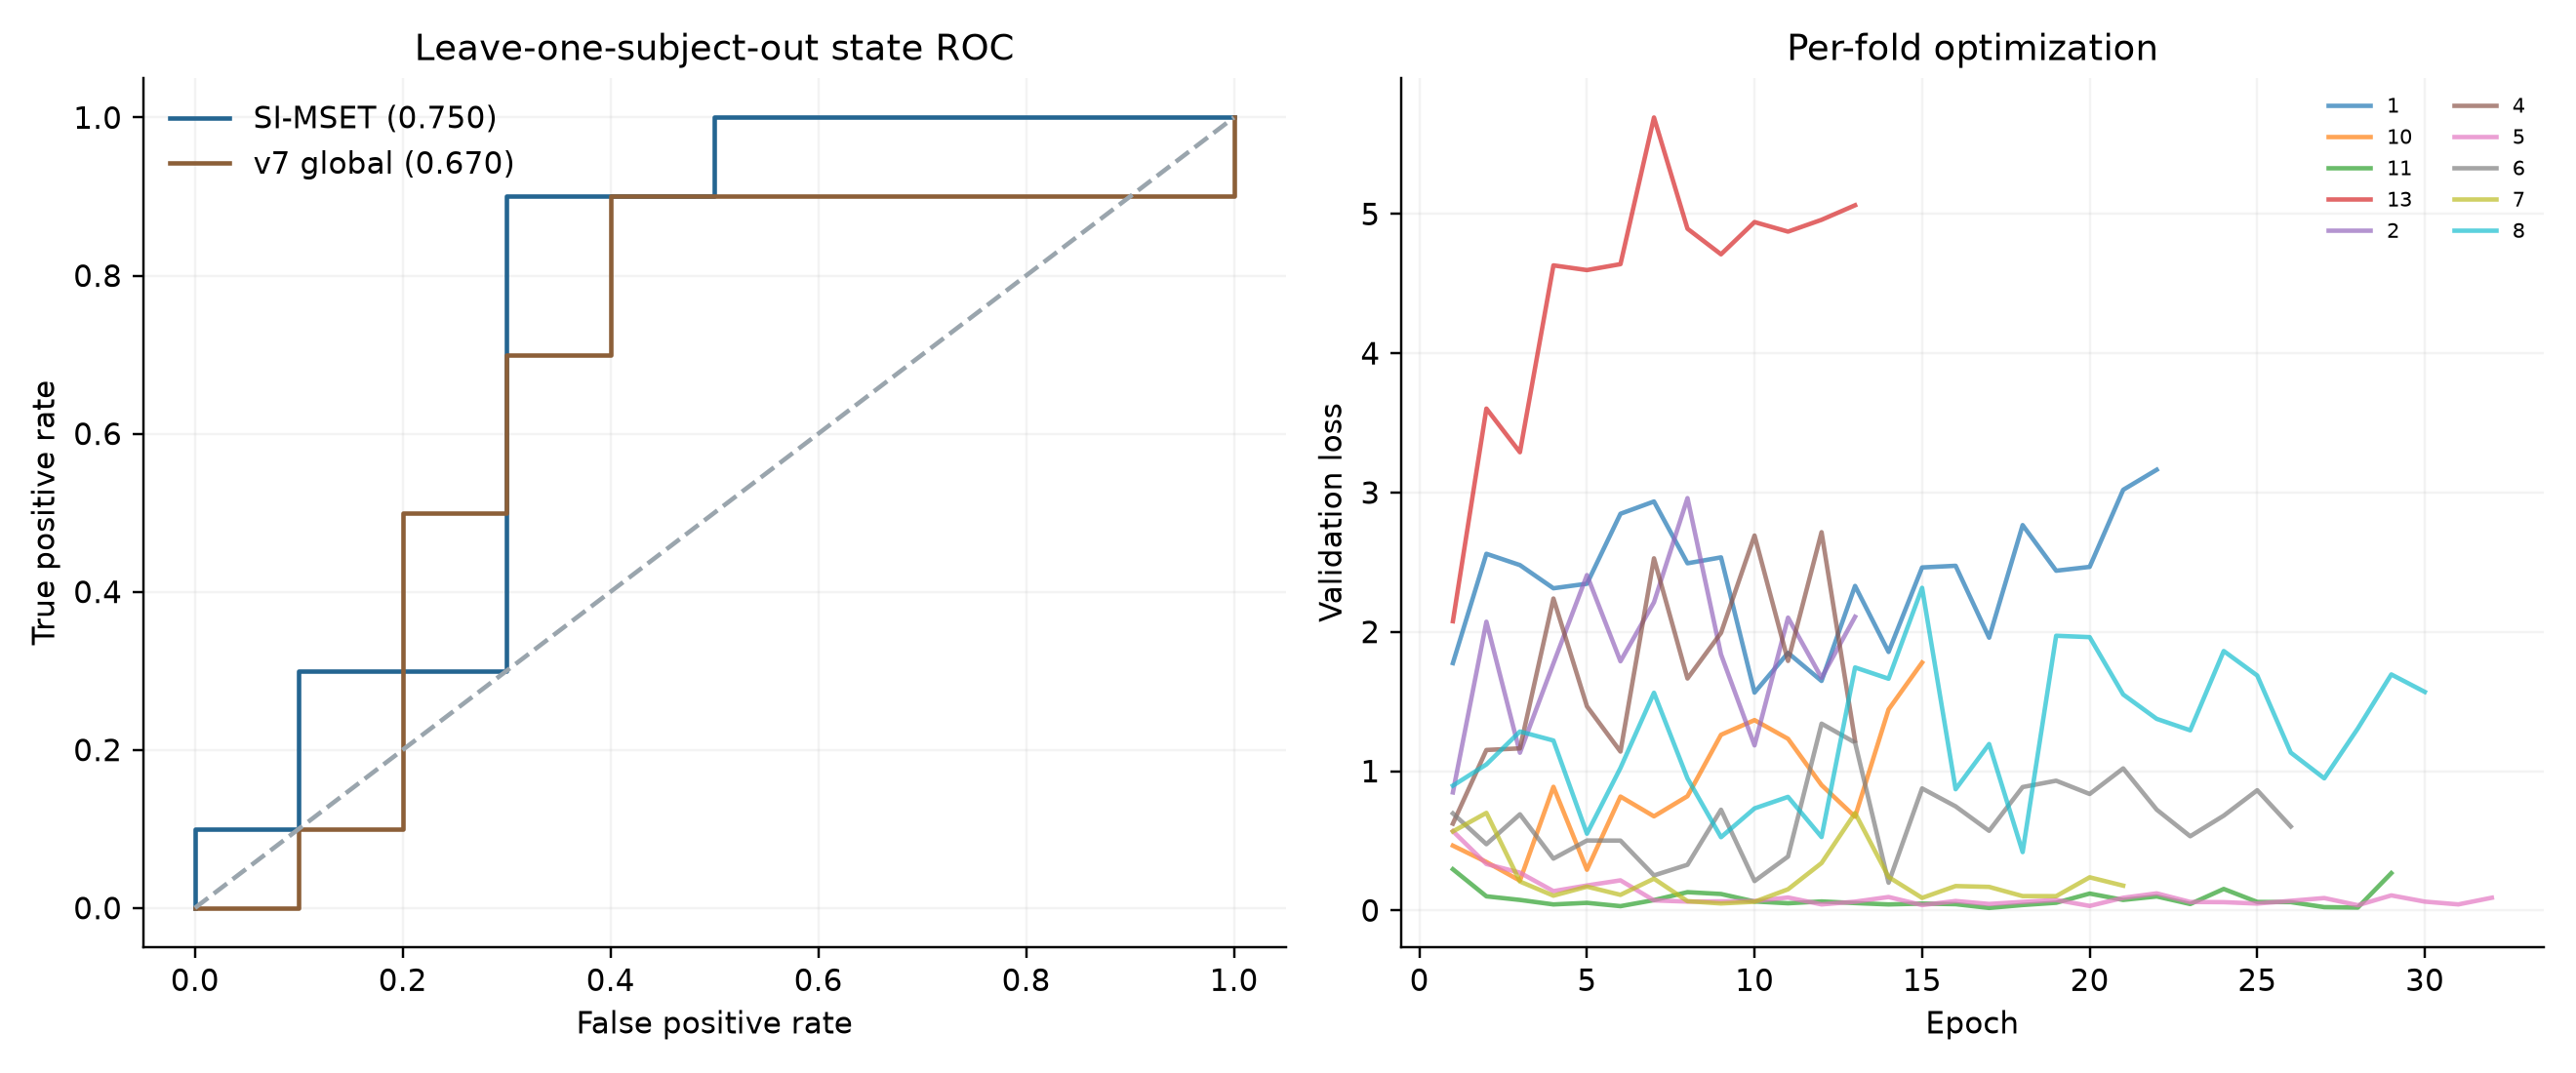 Leave-one-subject-out state ROC
SI-MSET (0.750)
v7 global (0.670)
1.0
0.8
0.6
0.4
0.2
0.0
True positive rate
0.0 0.2 0.4 0.6 0.8 1.0
False positive rate
Per-fold optimization
1 4
10 5
11 6
13 7
2 8
5
4
3
2
1
0
Validation loss
0 5 10 15 20 25 30
Epoch